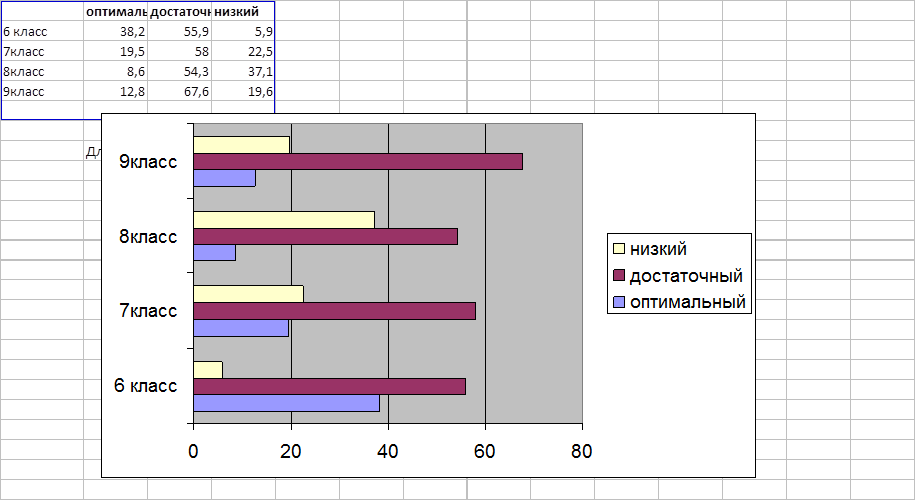 оптималь достаточн низкий
6 класс 38,2 55,9 5,9
7класс 19,5 58 22,5
8класс 8,6 54,3 37,1
9класс 12,8 67,6 19,6
9класс
8класс
7класс
6 класс
0 20 40 60 80
низкий
достаточный
оптимальный